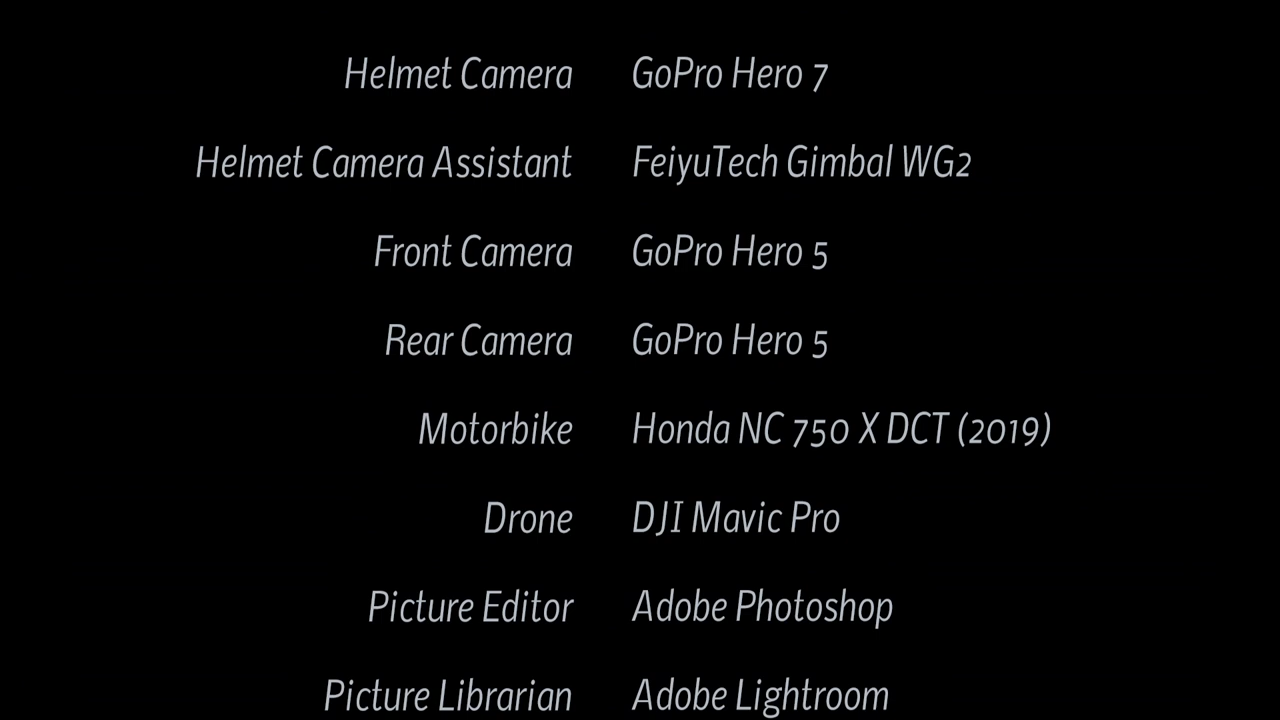 Helmet Camera GoPro Hero 7
Helmet Camera Assistant FeiyuTech Gimbal WG2
Front Camera GoPro Hero 5
Rear Camera GoPro Hero 5
Motorbike Honda NC 750 X DCT (2019)
Drone DJI Mavic Pro
Picture Editor Adobe Photoshop
Picture Librarian Adobe Lightroom